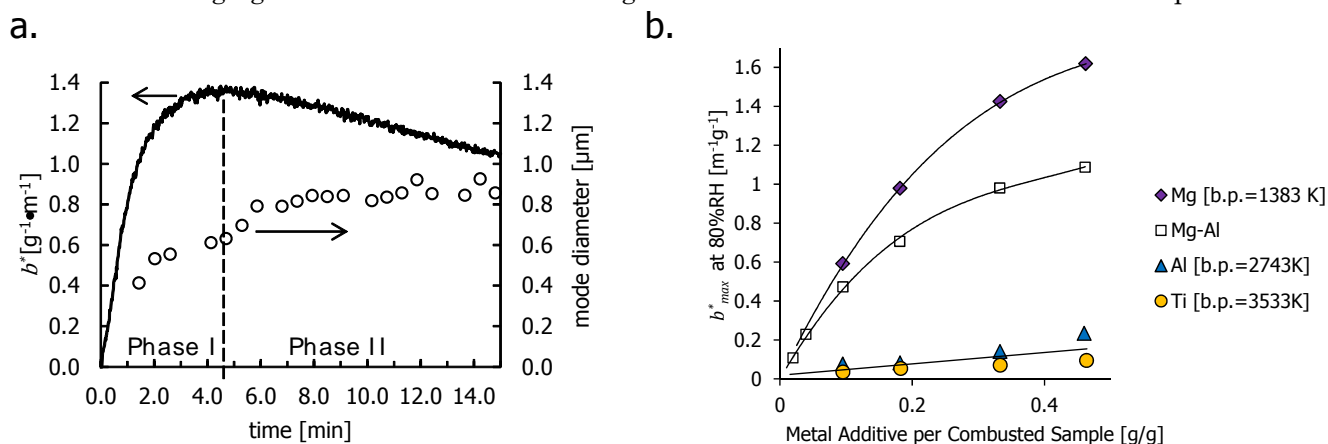 a.
b.
1.4
1.2
1.0
0.8
0.6
0.4
0.2
0.0
b* [g⁻¹•m⁻¹]
1.4
1.2
1.0
0.8
0.6
0.4
0.2
0.0
mode diameter [µm]
Phase I
Phase II
0.0 2.0 4.0 6.0 8.0 10.0 12.0 14.0
time [min]
1.6
1.4
1.2
1
0.8
0.6
0.4
0.2
0
b*max at 80%RH [m⁻¹g⁻¹]
0 0.2 0.4
Metal Additive per Combusted Sample [g/g]
Mg [b.p.=1383 K]
Mg-Al
Al [b.p.=2743K]
Ti [b.p.=3533K]